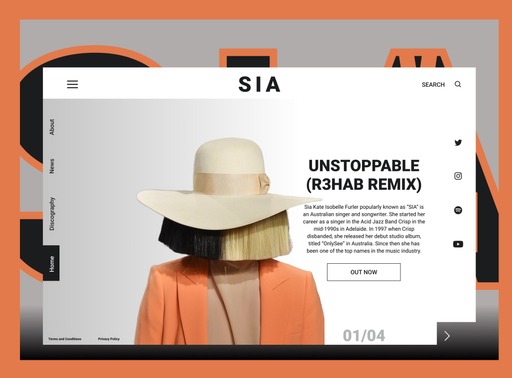 SIA
SIA
SEARCH
About
News
Discography
Home
UNSTOPPABLE
(R3HAB REMIX)
Sia Kate Isobelle Furler popularly known as “SIA” is
an Australian singer and songwriter. She started her
career as a singer in the Acid Jazz Band Crisp in the
mid-1990s in Adelaide. In 1997 when Crisp
disbanded, she released her debut studio album,
titled "OnlySee" in Australia. Since then she has
been one of the top names in the music industry.
OUT NOW
01/04
Terms and Conditions
Privacy Policy